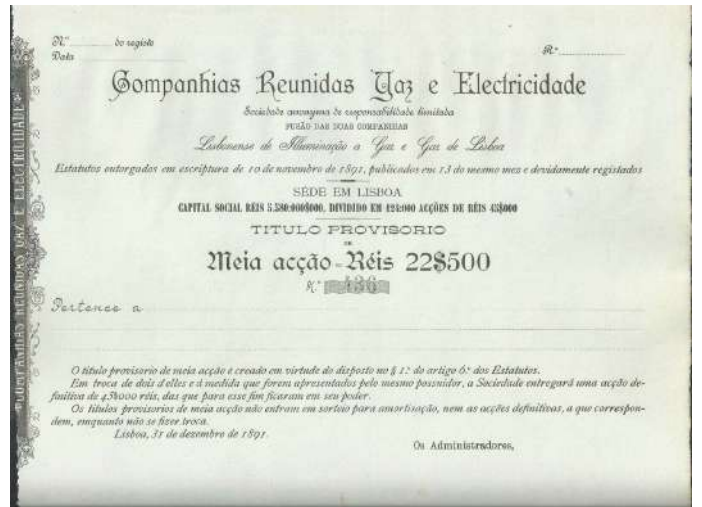 N.º do registo
Data
N.º
Companhias Reunidas Gaz e Electricidade
Sociedade anonyma de responsabilidade limitada
FUSÃO DAS DUAS COMPANHIAS
Lisbonense de Illuminação a Gaz e Gaz de Lisboa
Estatutos outorgados em escriptura de 10 de novembro de 1891, publicados em 13 do mesmo mez e devidamente registados
SÉDE EM LISBOA
CAPITAL SOCIAL RÉIS 5.580:000$000, DIVIDIDO EM 124:000 ACÇÕES DE RÉIS 45$000
TITULO PROVISORIO
DE
Meia acção - Réis 22$500
N.º 436
Pertence a
O titulo provisorio de meia acção é creado em virtude do disposto no § 1.º do artigo 6.º dos Estatutos.
Em troca de dois d'elles e á medida que forem apresentados pelo mesmo possuidor, a Sociedade entregará uma acção de-
finitiva de 45$000 réis, das que para esse fim ficaram em seu poder.
Os titulos provisorios de meia acção não entram em sorteio para amortisação, nem as acções definitivas, a que correspon-
dem, emquanto não se fizer troca.
Lisboa, 31 de dezembro de 1891.
Os Administradores,
COMPANHIAS REUNIDAS GAZ E ELECTRICIDADE